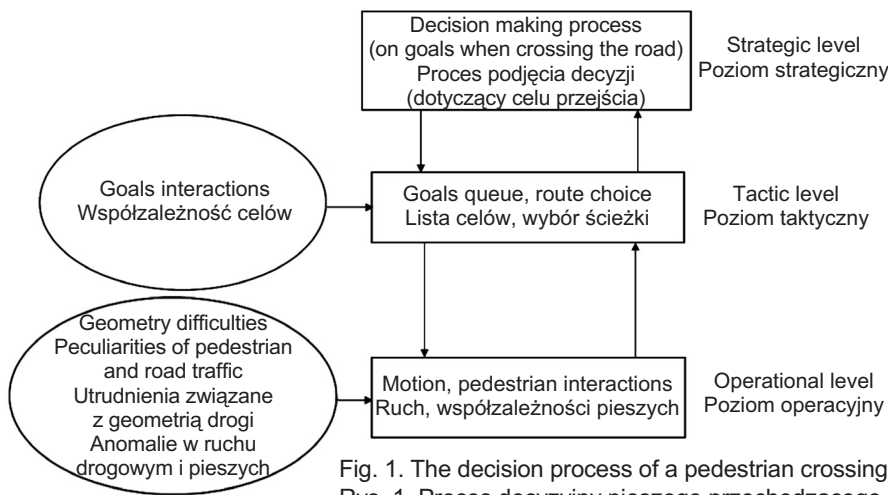 Decision making process
(on goals when crossing the road)
Proces podjęcia decyzji
(dotyczący celu przejścia)
Strategic level
Poziom strategiczny
Goals interactions
Współzależność celów
Goals queue, route choice
Lista celów, wybór ścieżki
Tactic level
Poziom taktyczny
Geometry difficulties
Peculiarities of pedestrian
and road traffic
Utrudnienia związane
z geometrią drogi
Anomalie w ruchu
drogowym i pieszych
Motion, pedestrian interactions
Ruch, współzależności pieszych
Operational level
Poziom operacyjny
Fig. 1. The decision process of a pedestrian crossing
Rys. 1. Proces decyzyjny pieszego przechodzącego